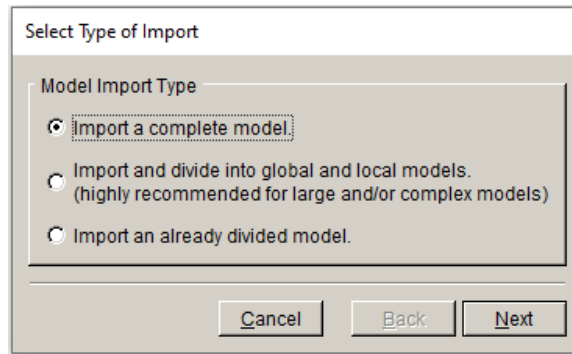 Select Type of Import
Model Import Type
Import a complete model.
Import and divide into global and local models.
(highly recommended for large and/or complex models)
Import an already divided model.
Cancel
Back
Next